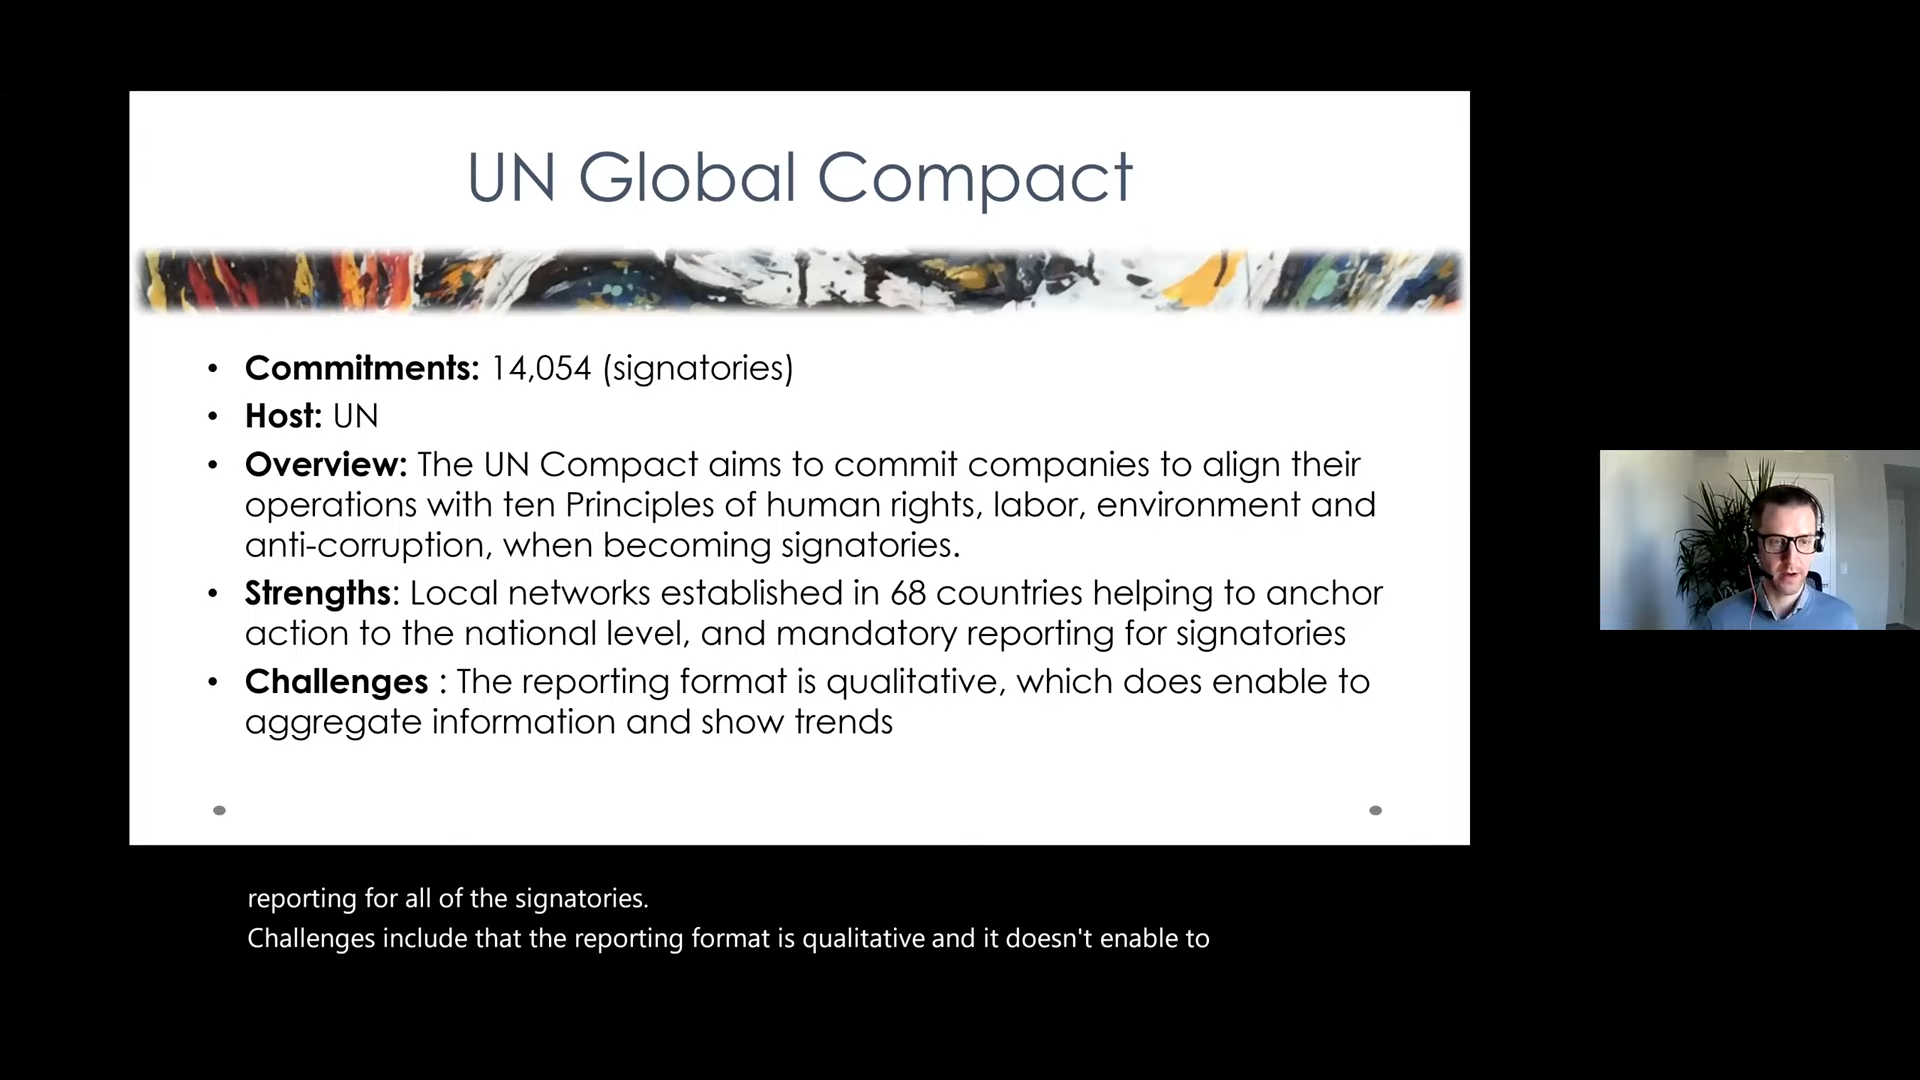 UN Global Compact
• Commitments: 14,054 (signatories)
• Host: UN
• Overview: The UN Compact aims to commit companies to align their
operations with ten Principles of human rights, labor, environment and
anti-corruption, when becoming signatories.
• Strengths: Local networks established in 68 countries helping to anchor
action to the national level, and mandatory reporting for signatories
• Challenges : The reporting format is qualitative, which does enable to
aggregate information and show trends
reporting for all of the signatories.
Challenges include that the reporting format is qualitative and it doesn't enable to